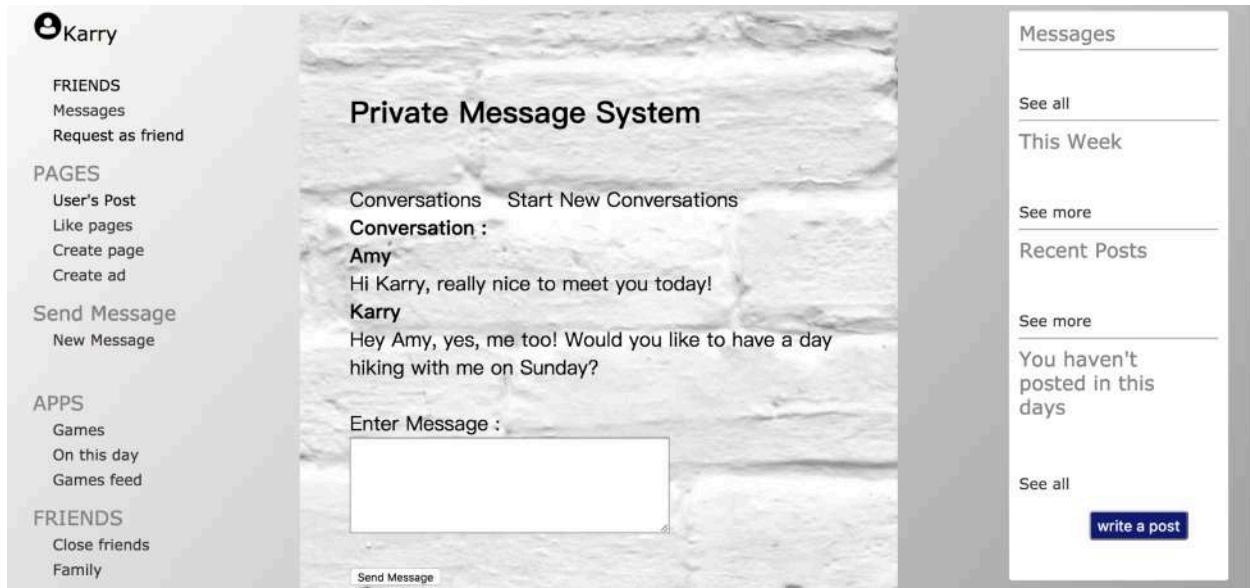 Karry
FRIENDS
Messages
Request as friend
PAGES
User's Post
Like pages
Create page
Create ad
Send Message
New Message
APPS
Games
On this day
Games feed
FRIENDS
Close friends
Family
Private Message System
Conversations Start New Conversations
Conversation :
Amy
Hi Karry, really nice to meet you today!
Karry
Hey Amy, yes, me too! Would you like to have a day
hiking with me on Sunday?
Enter Message :
Send Message
Messages
See all
This Week
See more
Recent Posts
See more
You haven't
posted in this
days
See all
write a post